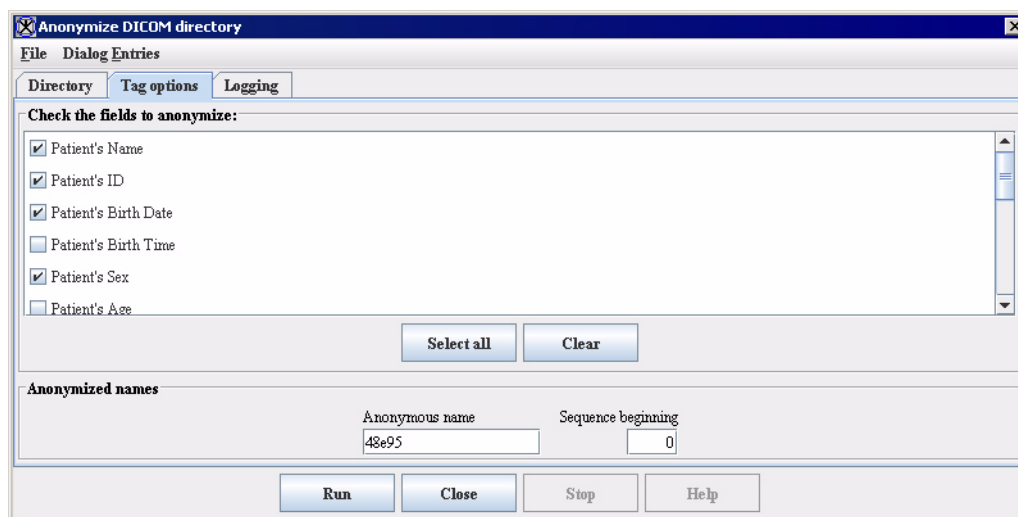 Anonymize DICOM directory
File Dialog Entries
Directory Tag options Logging
Check the fields to anonymize:
Patient's Name
Patient's ID
Patient's Birth Date
Patient's Birth Time
Patient's Sex
Patient's Age
Select all Clear
Anonymized names
Anonymous name Sequence beginning
48e95 0
Run Close Stop Help